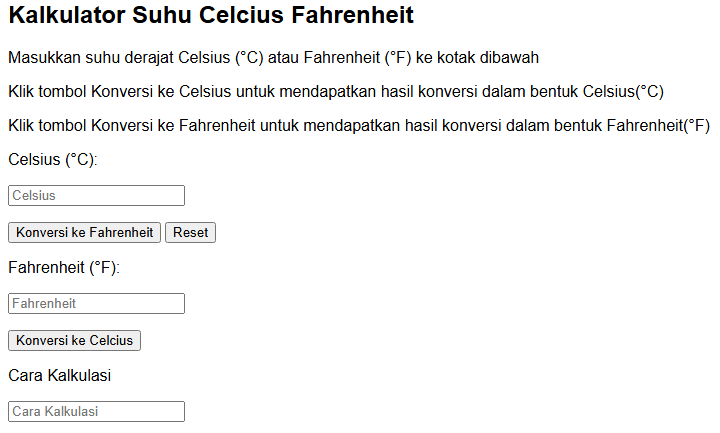 Kalkulator Suhu Celcius Fahrenheit
Masukkan suhu derajat Celsius (°C) atau Fahrenheit (°F) ke kotak dibawah
Klik tombol Konversi ke Celsius untuk mendapatkan hasil konversi dalam bentuk Celsius(°C)
Klik tombol Konversi ke Fahrenheit untuk mendapatkan hasil konversi dalam bentuk Fahrenheit(°F)
Celsius (°C):
Celsius
Konversi ke Fahrenheit Reset
Fahrenheit (°F):
Fahrenheit
Konversi ke Celcius
Cara Kalkulasi
Cara Kalkulasi